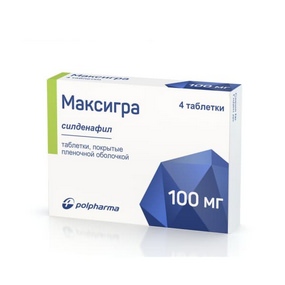 Максигра
4 таблетки
силденафил
таблетки, покрытые
пленочной оболочкой
100 мг
polpharma